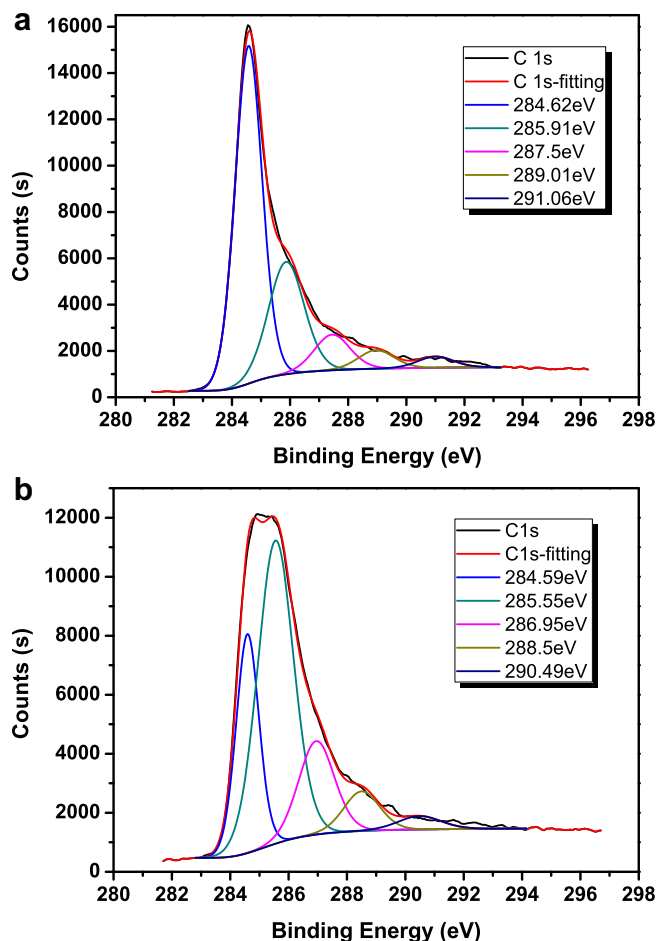 a
16000
14000
12000
10000
8000
6000
4000
2000
0
280 282 284 286 288 290 292 294 296 298
Counts (s)
Binding Energy (eV)
C 1s
C 1s-fitting
284.62eV
285.91eV
287.5eV
289.01eV
291.06eV
b
12000
10000
8000
6000
4000
2000
0
280 282 284 286 288 290 292 294 296 298
Counts (s)
Binding Energy (eV)
C1s
C1s-fitting
284.59eV
285.55eV
286.95eV
288.5eV
290.49eV